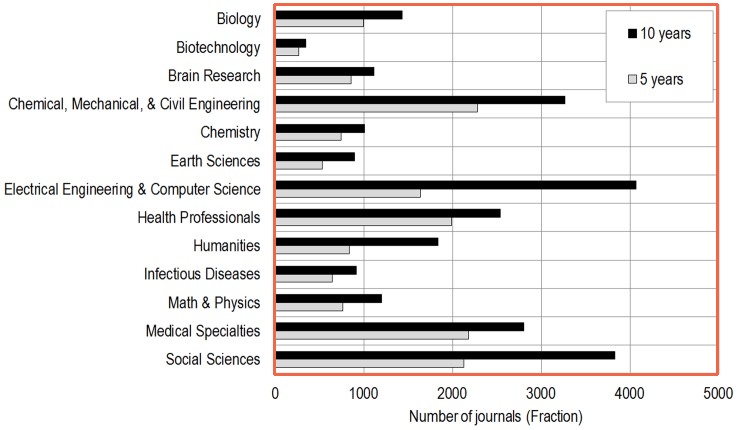 Biology
Biotechnology
Brain Research
Chemical, Mechanical, & Civil Engineering
Chemistry
Earth Sciences
Electrical Engineering & Computer Science
Health Professionals
Humanities
Infectious Diseases
Math & Physics
Medical Specialties
Social Sciences
10 years
5 years
0 1000 2000 3000 4000 5000
Number of journals (Fraction)